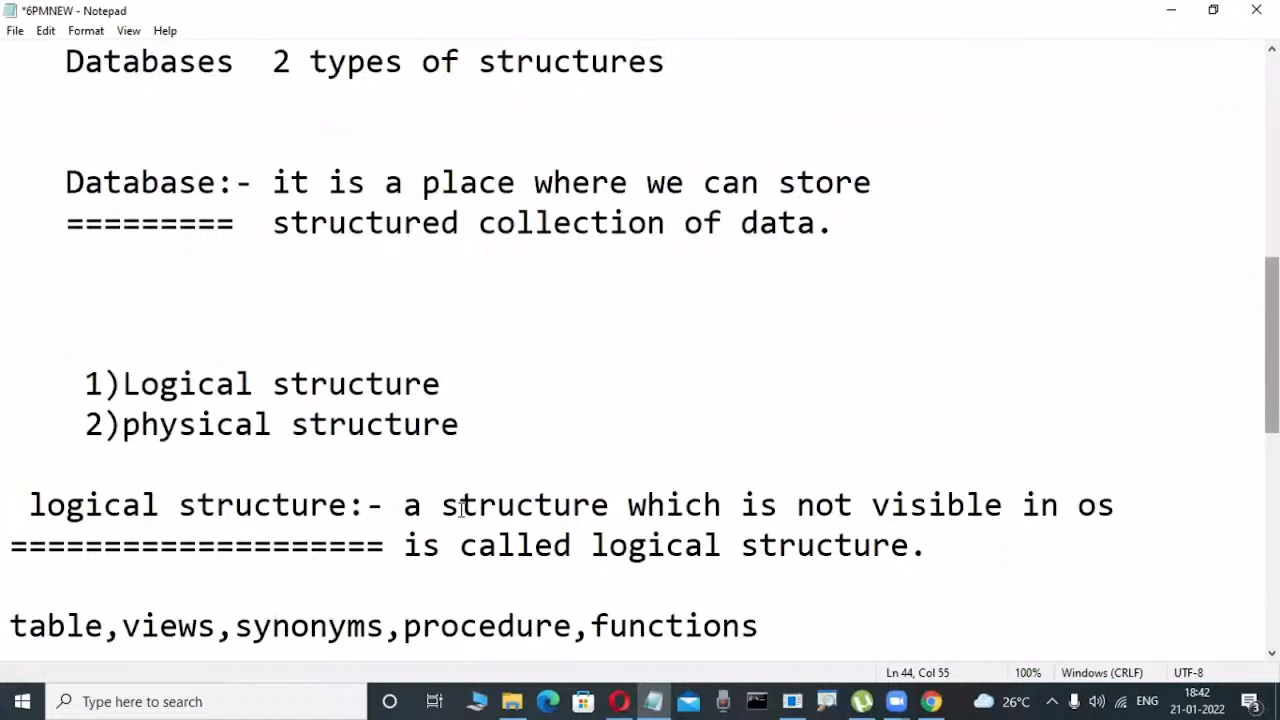 *6PMNEW - Notepad
File Edit Format View Help
Databases  2 types of structures
Database:- it is a place where we can store
=========  structured collection of data.
1)Logical structure
2)physical structure
logical structure:- a structure which is not visible in os
==================== is called logical structure.
table,views,synonyms,procedure,functions
Ln 44, Col 55 100% Windows (CRLF) UTF-8
Type here to search 26°C ENG 18:42
21-01-2022 3